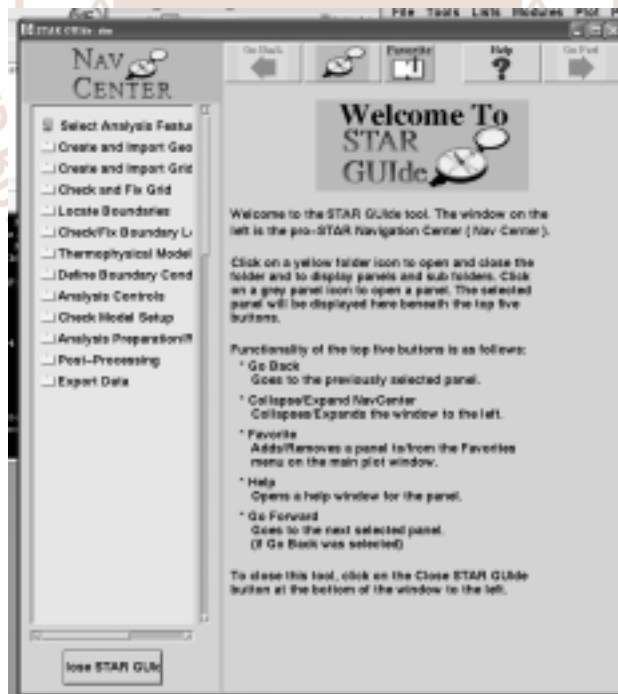 File Tools Lists Modules Plot
STAR GUIde
NAV
CENTER
Go Back
Favorite
Help
Go Fwd
Select Analysis Featu
Create and Import Geo
Create and Import Grid
Check and Fix Grid
Locate Boundaries
Check/Fix Boundary L
Thermophysical Model
Define Boundary Cond
Analysis Controls
Check Model Setup
Analysis Preparation/R
Post-Processing
Export Data
lose STAR GUId
Welcome To
STAR
GUIde
Welcome to the STAR GUIde tool. The window on the
left is the pro-STAR Navigation Center ( Nav Center ).
Click on a yellow folder icon to open and close the
folder and to display panels and sub folders. Click
on a grey panel icon to open a panel. The selected
panel will be displayed here beneath the top five
buttons.
Functionality of the top five buttons is as follows:
* Go Back
Goes to the previously selected panel.
* Collapse/Expand NavCenter
Collapses/Expands the window to the left.
* Favorite
Adds/Removes a panel to/from the Favorites
menu on the main plot window.
* Help
Opens a help window for the panel.
* Go Forward
Goes to the next selected panel.
(if Go Back was selected)
To close this tool, click on the Close STAR GUIde
button at the bottom of the window to the left.